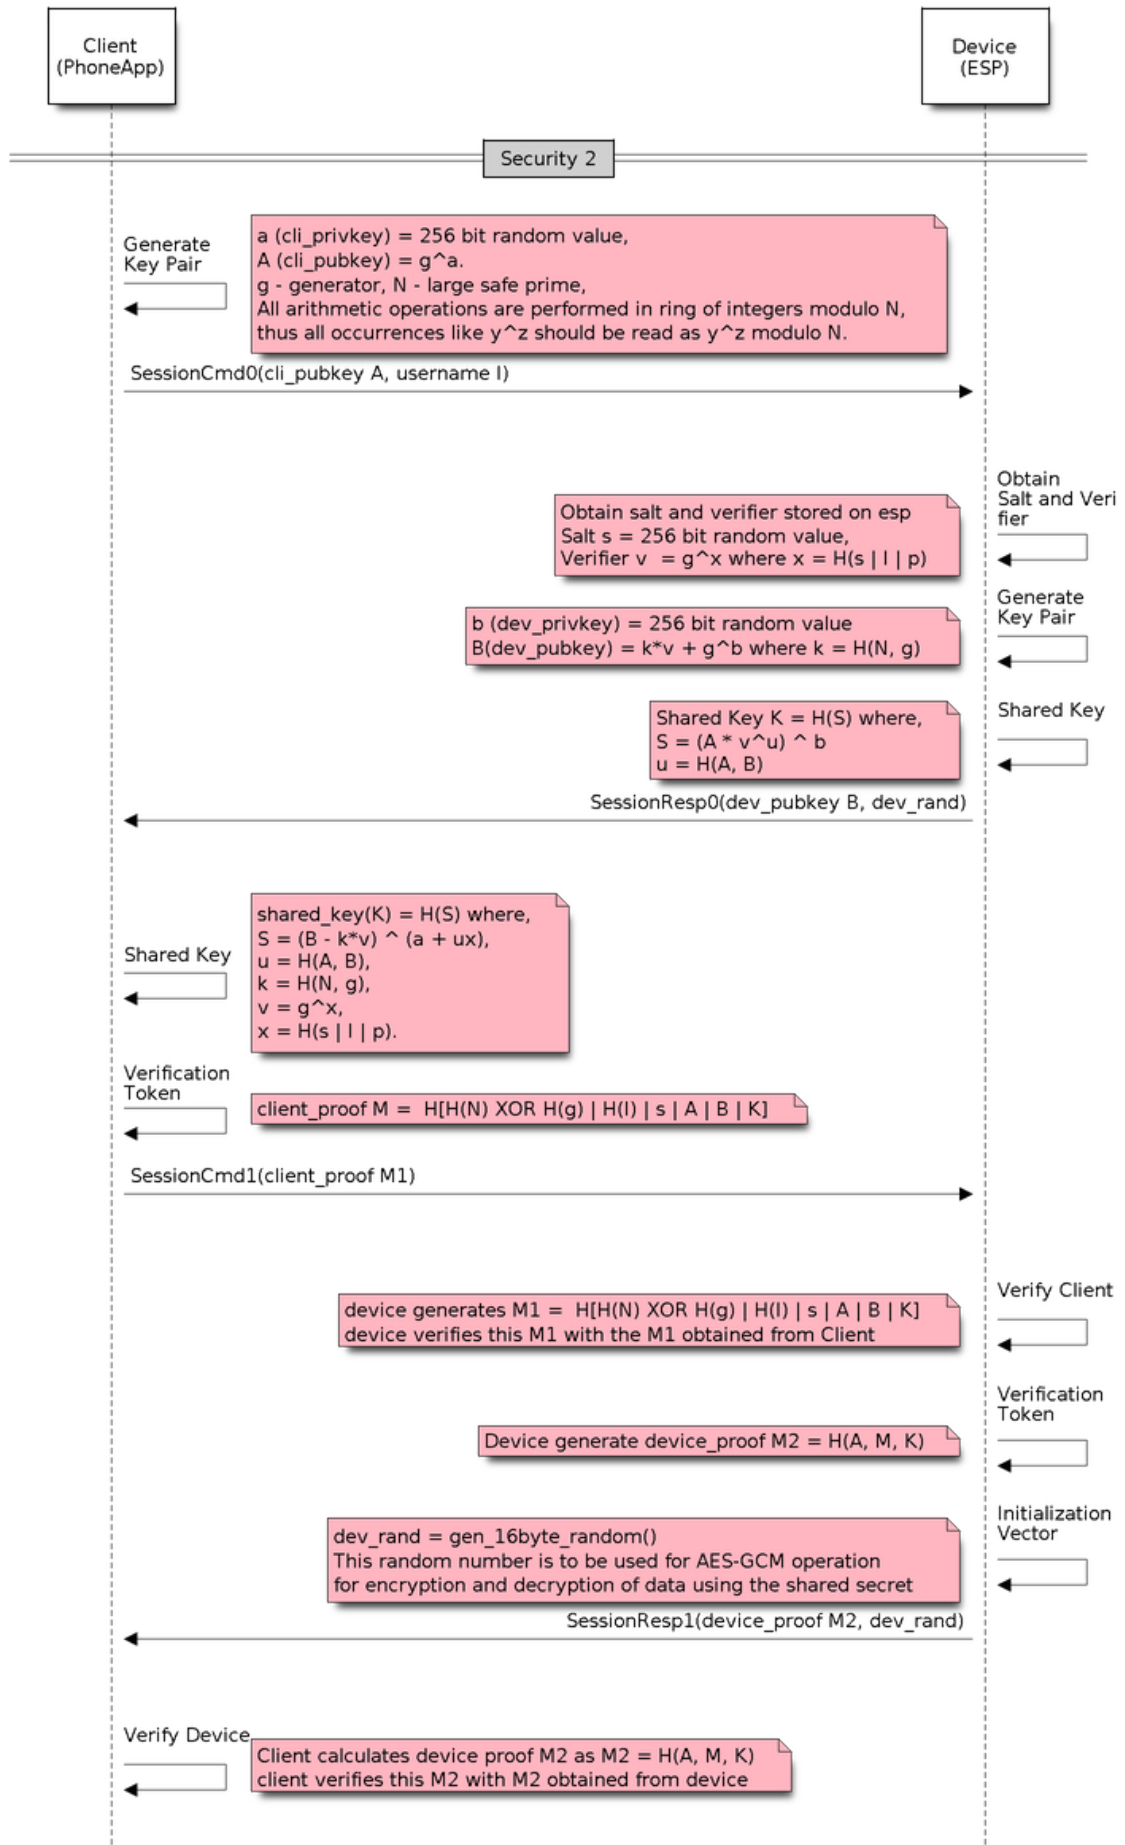 Client
(PhoneApp)
Device
(ESP)
Security 2
Generate
Key Pair
a (cli_privkey) = 256 bit random value,
A (cli_pubkey) = g^a.
g - generator, N - large safe prime,
All arithmetic operations are performed in ring of integers modulo N,
thus all occurrences like y^z should be read as y^z modulo N.
SessionCmd0(cli_pubkey A, username I)
Obtain
Salt and Veri
fier
Obtain salt and verifier stored on esp
Salt s = 256 bit random value,
Verifier v  = g^x where x = H(s | I | p)
Generate
Key Pair
b (dev_privkey) = 256 bit random value
B(dev_pubkey) = k*v + g^b where k = H(N, g)
Shared Key
Shared Key K = H(S) where,
S = (A * v^u) ^ b
u = H(A, B)
SessionResp0(dev_pubkey B, dev_rand)
Shared Key
shared_key(K) = H(S) where,
S = (B - k*v) ^ (a + ux),
u = H(A, B),
k = H(N, g),
v = g^x,
x = H(s | I | p).
Verification
Token
client_proof M =  H[H(N) XOR H(g) | H(I) | s | A | B | K]
SessionCmd1(client_proof M1)
Verify Client
device generates M1 =  H[H(N) XOR H(g) | H(I) | s | A | B | K]
device verifies this M1 with the M1 obtained from Client
Verification
Token
Device generate device_proof M2 = H(A, M, K)
Initialization
Vector
dev_rand = gen_16byte_random()
This random number is to be used for AES-GCM operation
for encryption and decryption of data using the shared secret
SessionResp1(device_proof M2, dev_rand)
Verify Device
Client calculates device proof M2 as M2 = H(A, M, K)
client verifies this M2 with M2 obtained from device